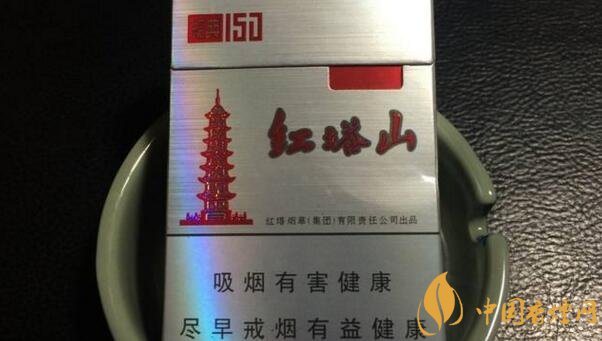 经典150
红塔山
红塔烟草(集团)有限责任公司出品
吸烟有害健康
尽早戒烟有益健康
中国香烟网